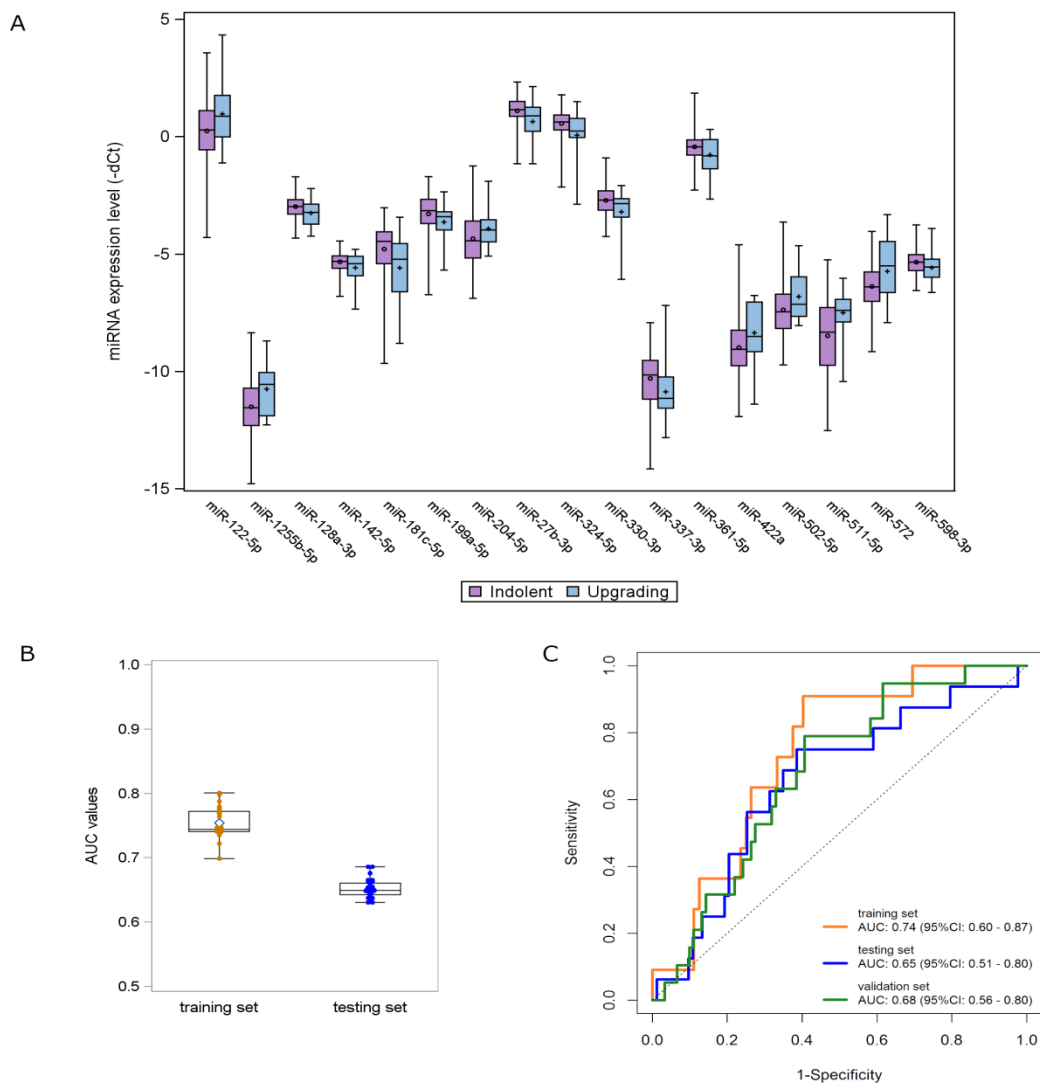 A
miRNA expression level (-dCt)
5
0
-5
-10
-15
miR-122-5p
miR-1255b-5p
miR-128a-3p
miR-142-5p
miR-181c-5p
miR-199a-5p
miR-204-5p
miR-27b-3p
miR-324-5p
miR-330-3p
miR-337-3p
miR-361-5p
miR-422a
miR-502-5p
miR-511-5p
miR-572
miR-598-3p
Indolent Upgrading
B
AUC values
1.0
0.9
0.8
0.7
0.6
0.5
training set testing set
C
Sensitivity
1.0
0.8
0.6
0.4
0.2
0.0
training set
AUC: 0.74 (95%CI: 0.60 - 0.87)
testing set
AUC: 0.65 (95%CI: 0.51 - 0.80)
validation set
AUC: 0.68 (95%CI: 0.56 - 0.80)
0.0 0.2 0.4 0.6 0.8 1.0
1-Specificity